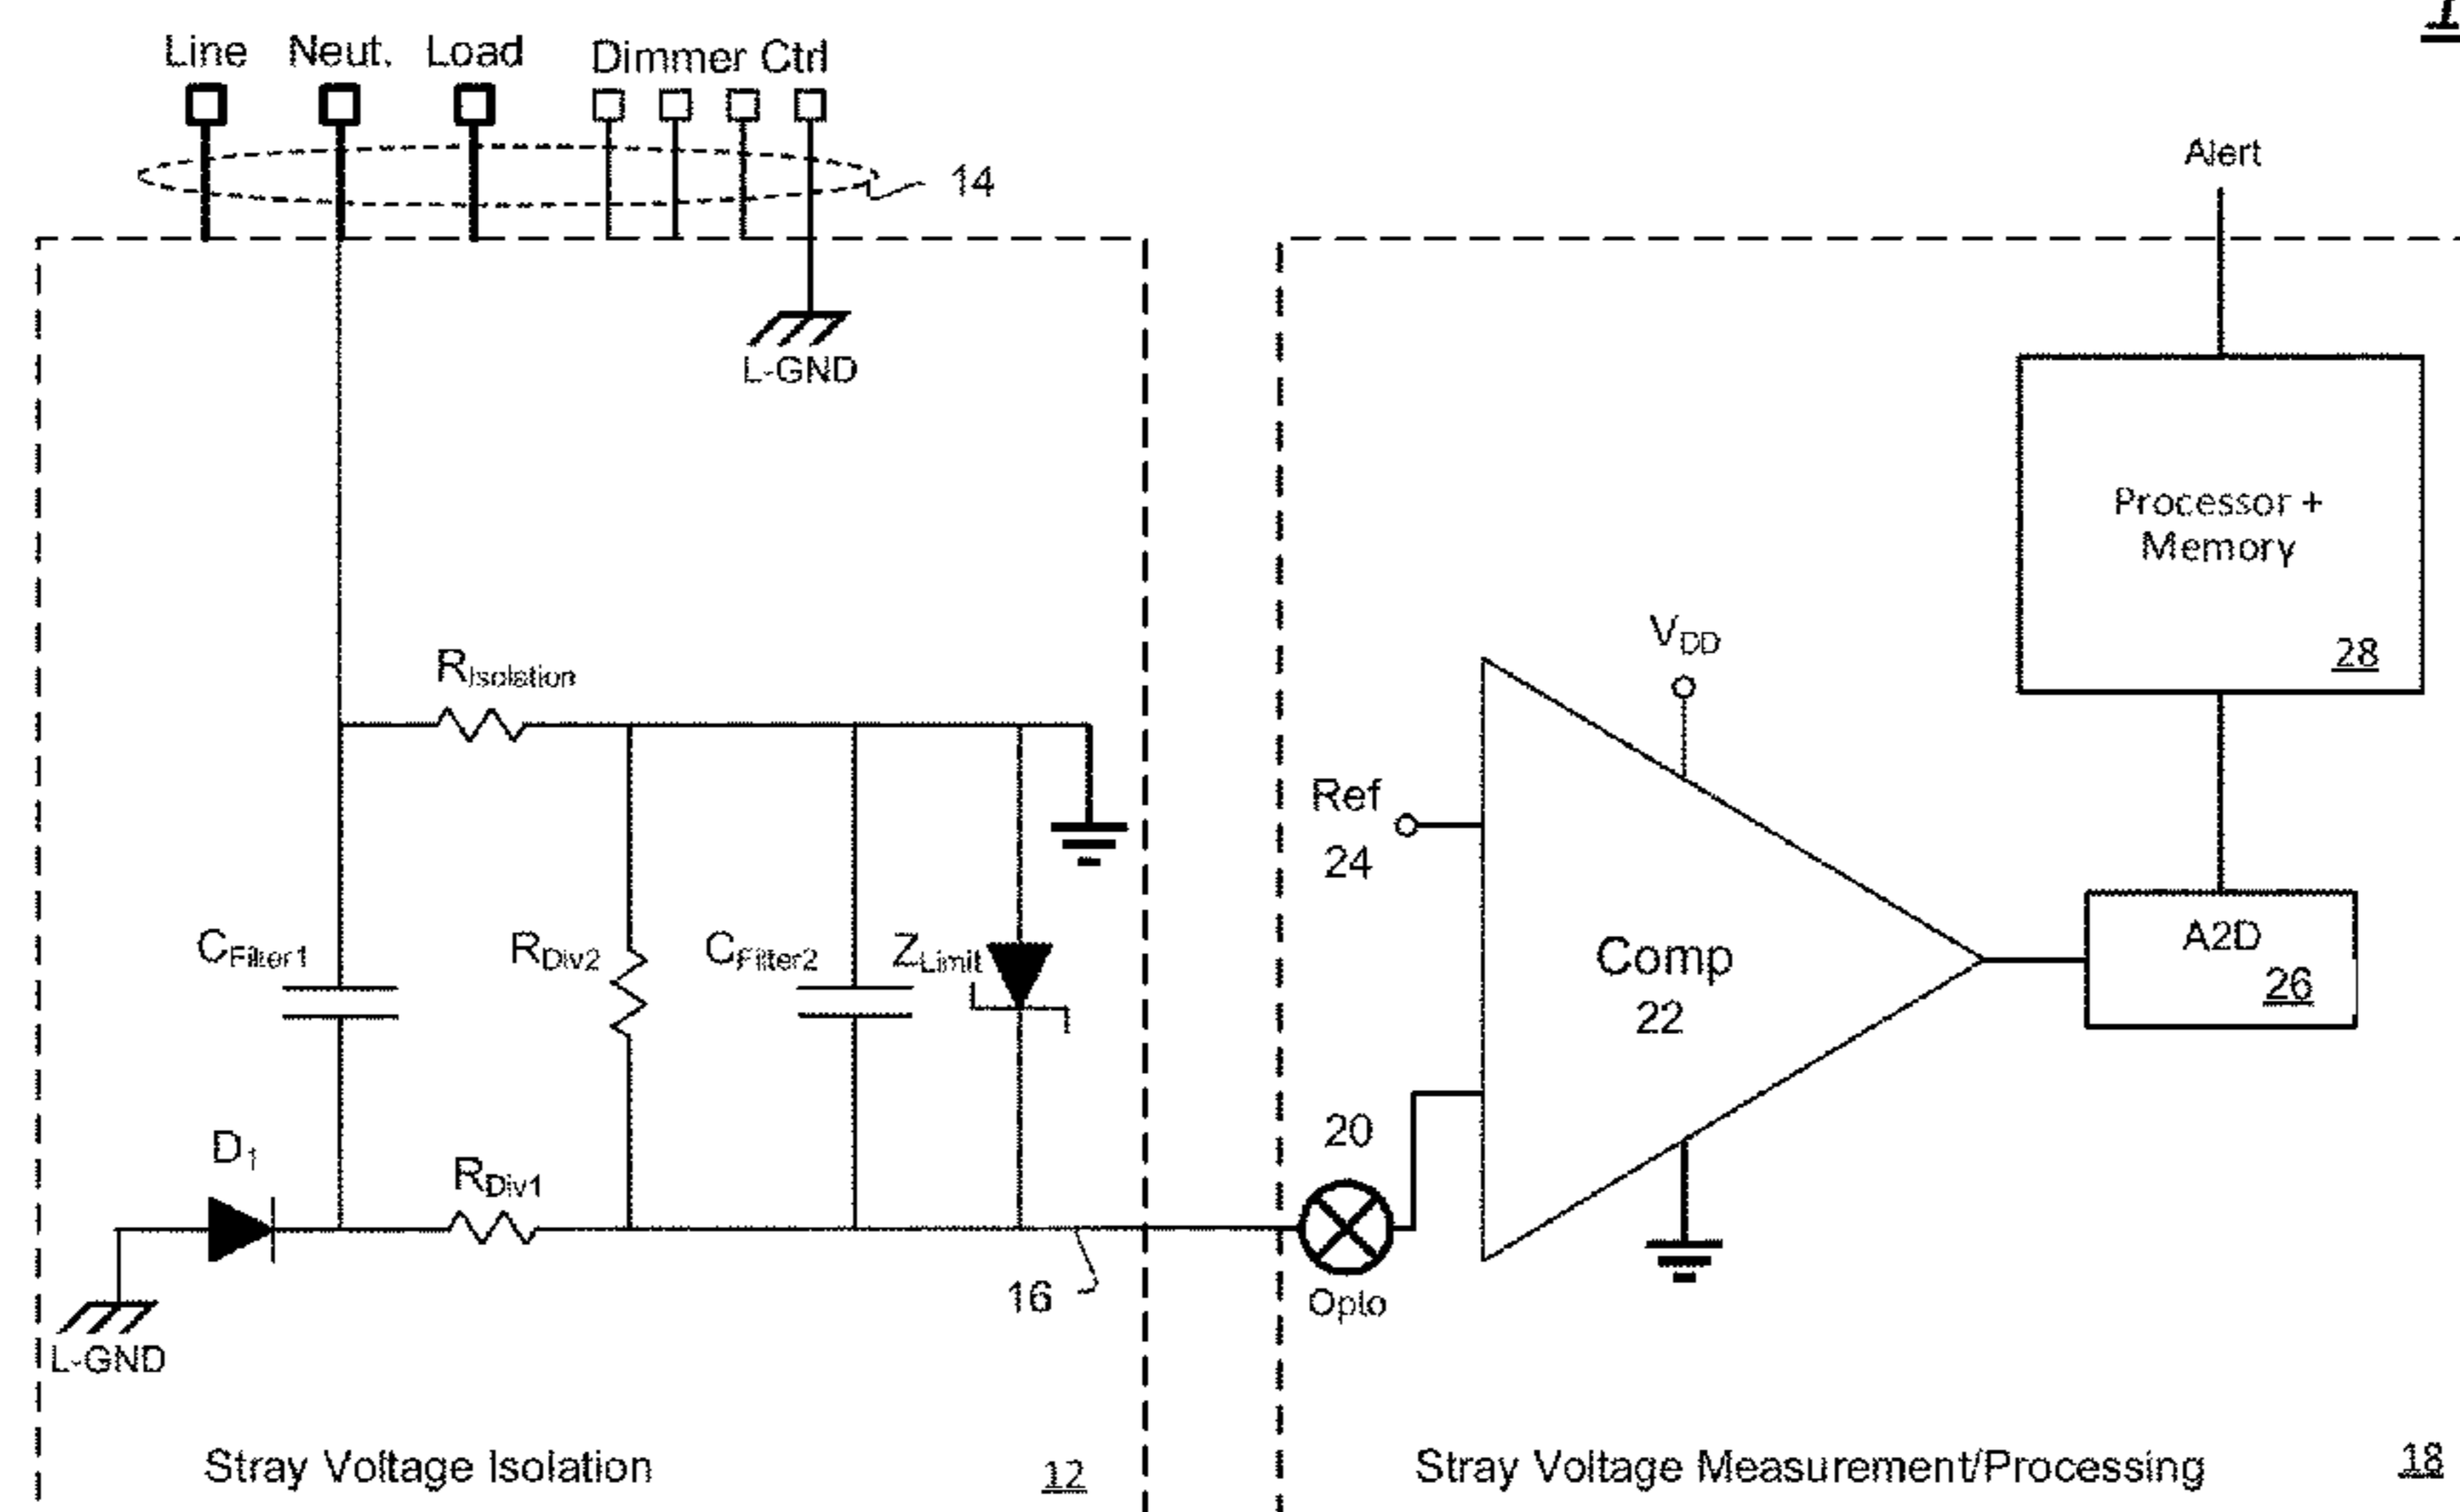 Line Neut. Load Dimmer Ctrl
14
Alert
L-GND
Processor +
Memory
28
VDD
RIsolation
Ref
24
CFilter1 RDiv2 CFilter2 ZLimit
Comp
22
A2D
26
20
D1
RDiv1
16
Opto
L-GND
Stray Voltage Isolation 12
Stray Voltage Measurement/Processing 18